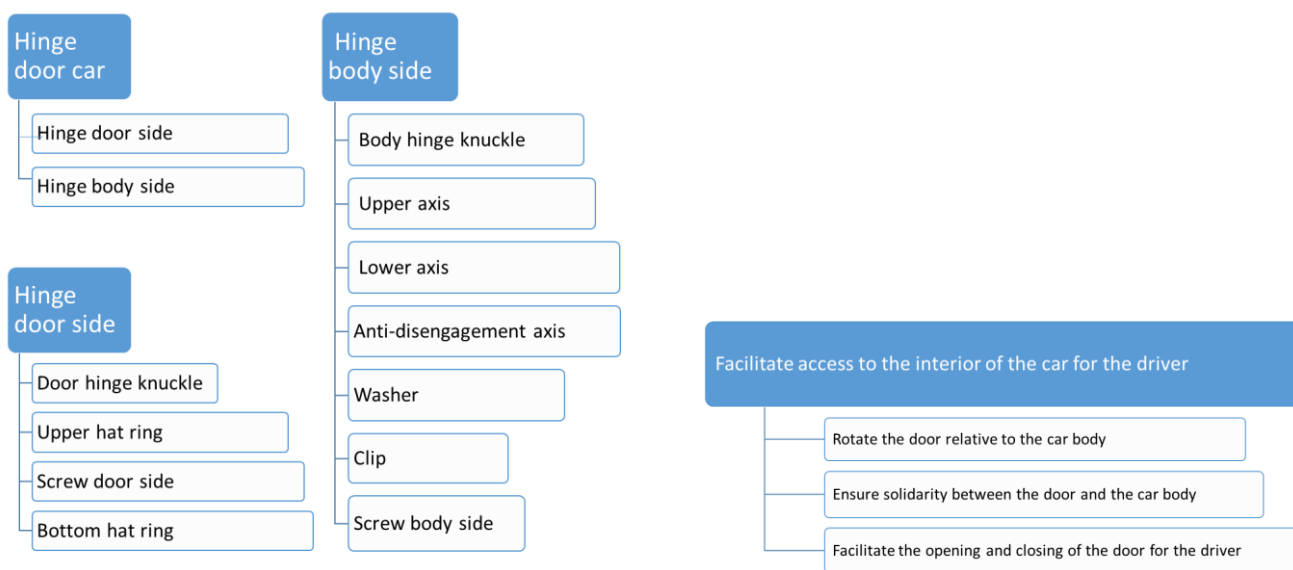 Hinge
door car
Hinge door side
Hinge body side
Hinge
door side
Door hinge knuckle
Upper hat ring
Screw door side
Bottom hat ring
Hinge
body side
Body hinge knuckle
Upper axis
Lower axis
Anti-disengagement axis
Washer
Clip
Screw body side
Facilitate access to the interior of the car for the driver
Rotate the door relative to the car body
Ensure solidarity between the door and the car body
Facilitate the opening and closing of the door for the driver